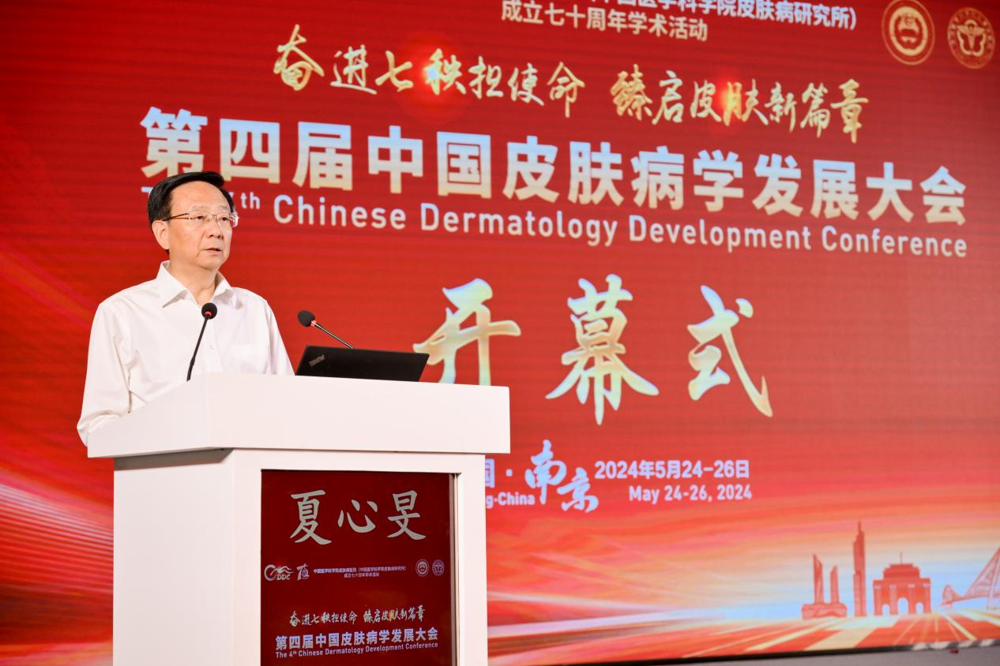 中国医学科学院皮肤病研究所）
成立七十周年学术活动
奋进七秩担使命 臻启皮肤新篇章
第四届中国皮肤病学发展大会
4th Chinese Dermatology Development Conference
开幕式
国·南京 2024年5月24-26日
-China May 24-26, 2024
ThinkPad
夏心旻
CDDC 中国医学科学院皮肤病医院（中国医学科学院皮肤病研究所）
成立七十周年学术活动
奋进七秩担使命 臻启皮肤新篇章
第四届中国皮肤病学发展大会
The 4th Chinese Dermatology Development Conference